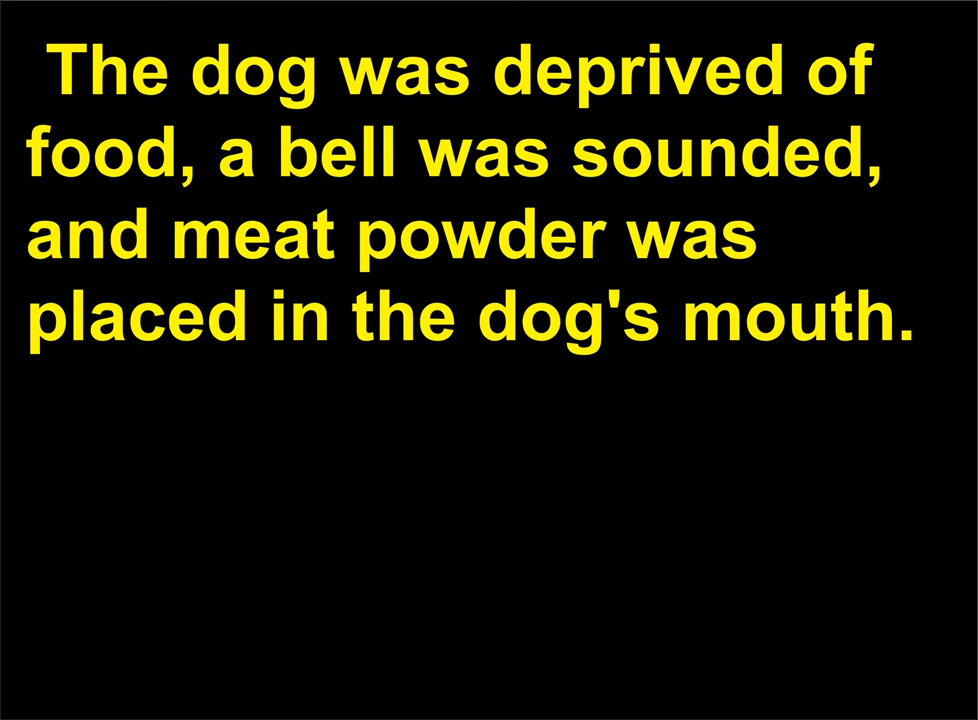 The dog was deprived of
food, a bell was sounded,
and meat powder was
placed in the dog's mouth.